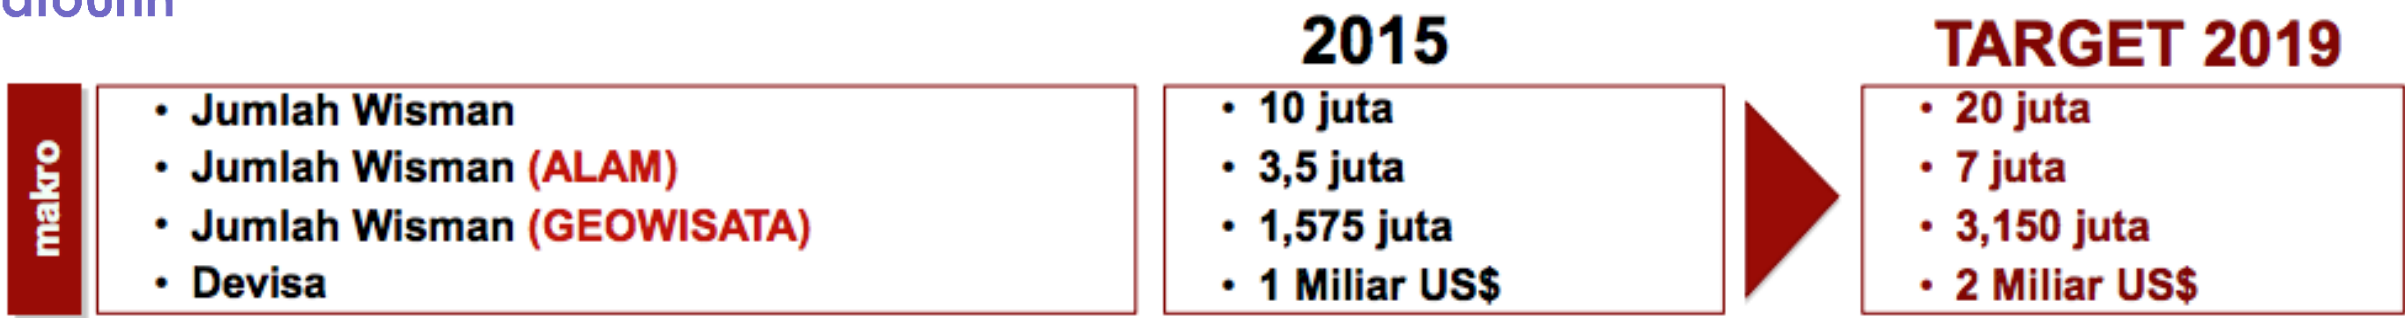 2015
TARGET 2019
makro
• Jumlah Wisman
• Jumlah Wisman (ALAM)
• Jumlah Wisman (GEOWISATA)
• Devisa
• 10 juta
• 3,5 juta
• 1,575 juta
• 1 Miliar US$
• 20 juta
• 7 juta
• 3,150 juta
• 2 Miliar US$